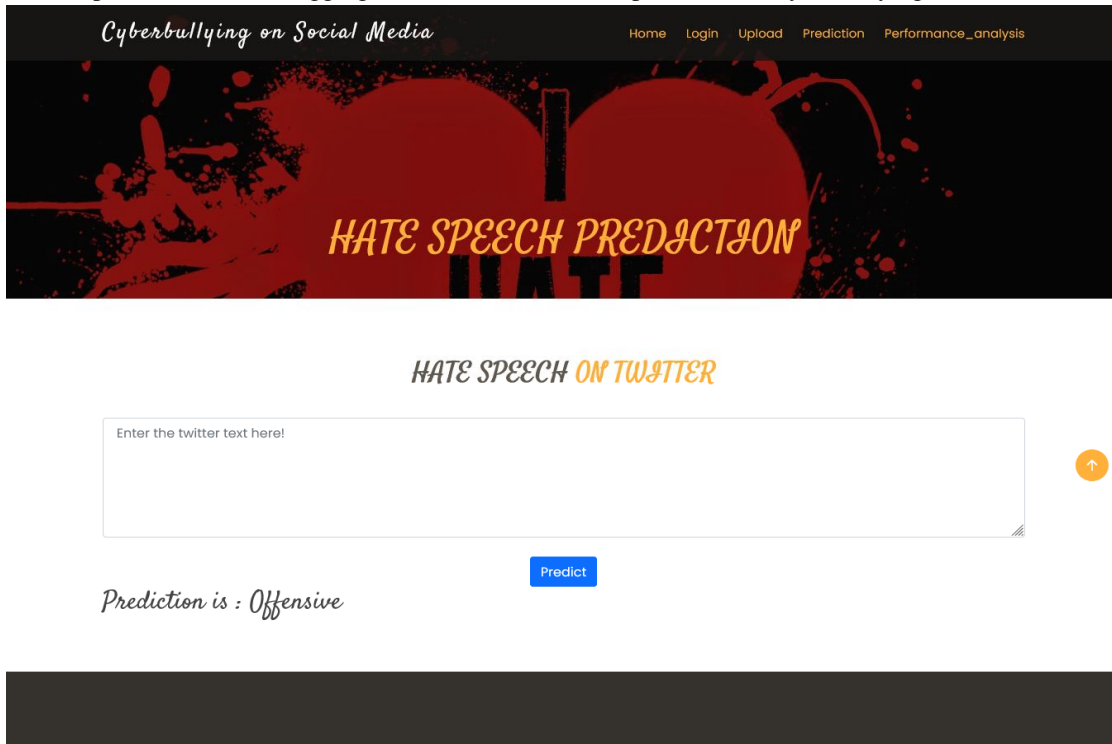 Cyberbullying on Social Media
Home Login Upload Prediction Performance_analysis
I
HATE SPEECH PREDICTION
HATE
HATE SPEECH ON TWITTER
Enter the twitter text here!
Predict
Prediction is : Offensive